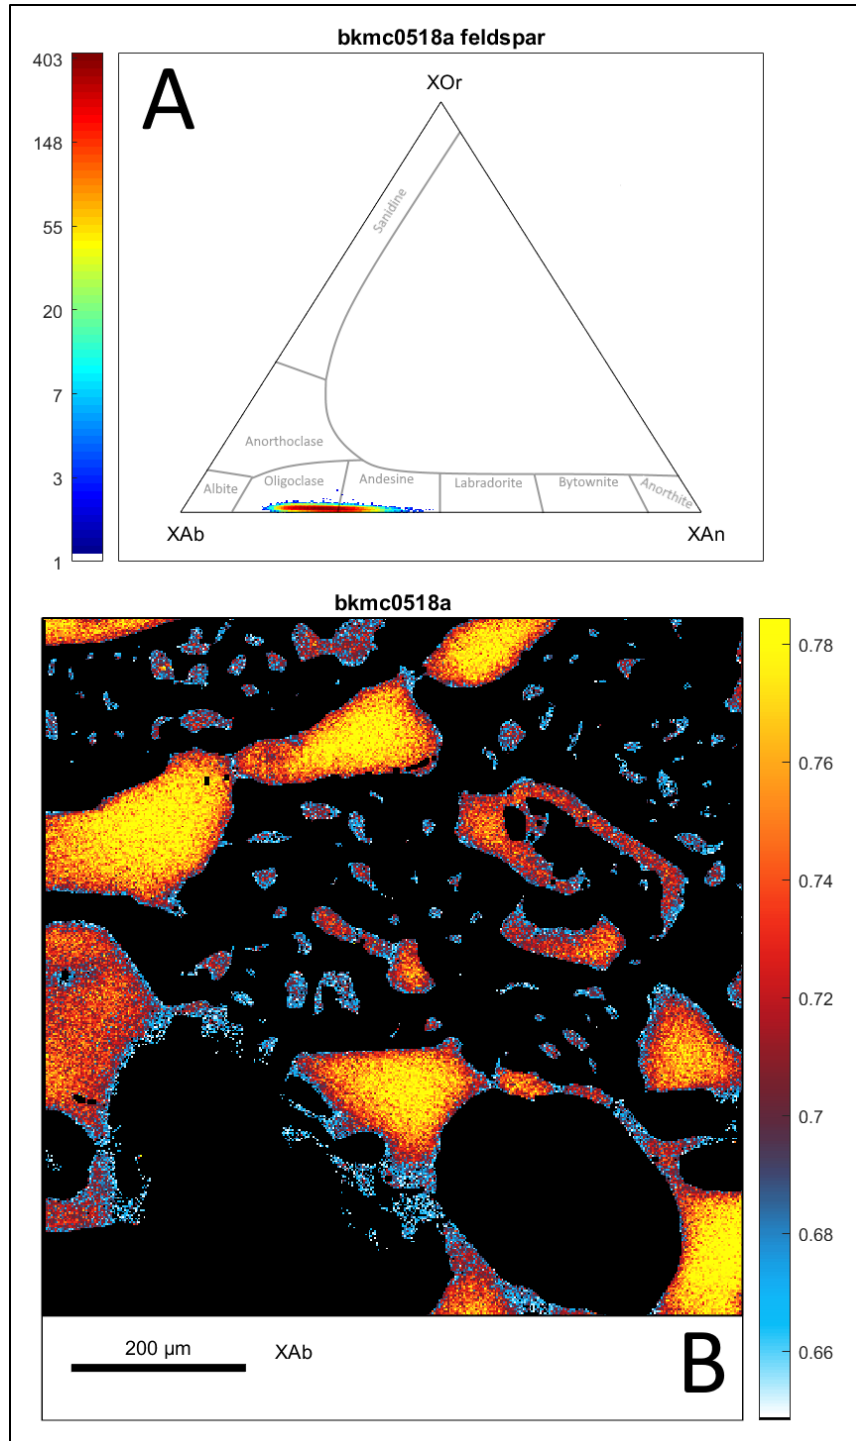 bkmc0518a feldspar
403
148
55
20
7
3
1
A
XOr
Sanidine
Anorthoclase
Albite
Oligoclase
Andesine
Labradorite
Bytownite
Anorthite
XAb
XAn
bkmc0518a
0.78
0.76
0.74
0.72
0.7
0.68
0.66
200 µm
XAb
B